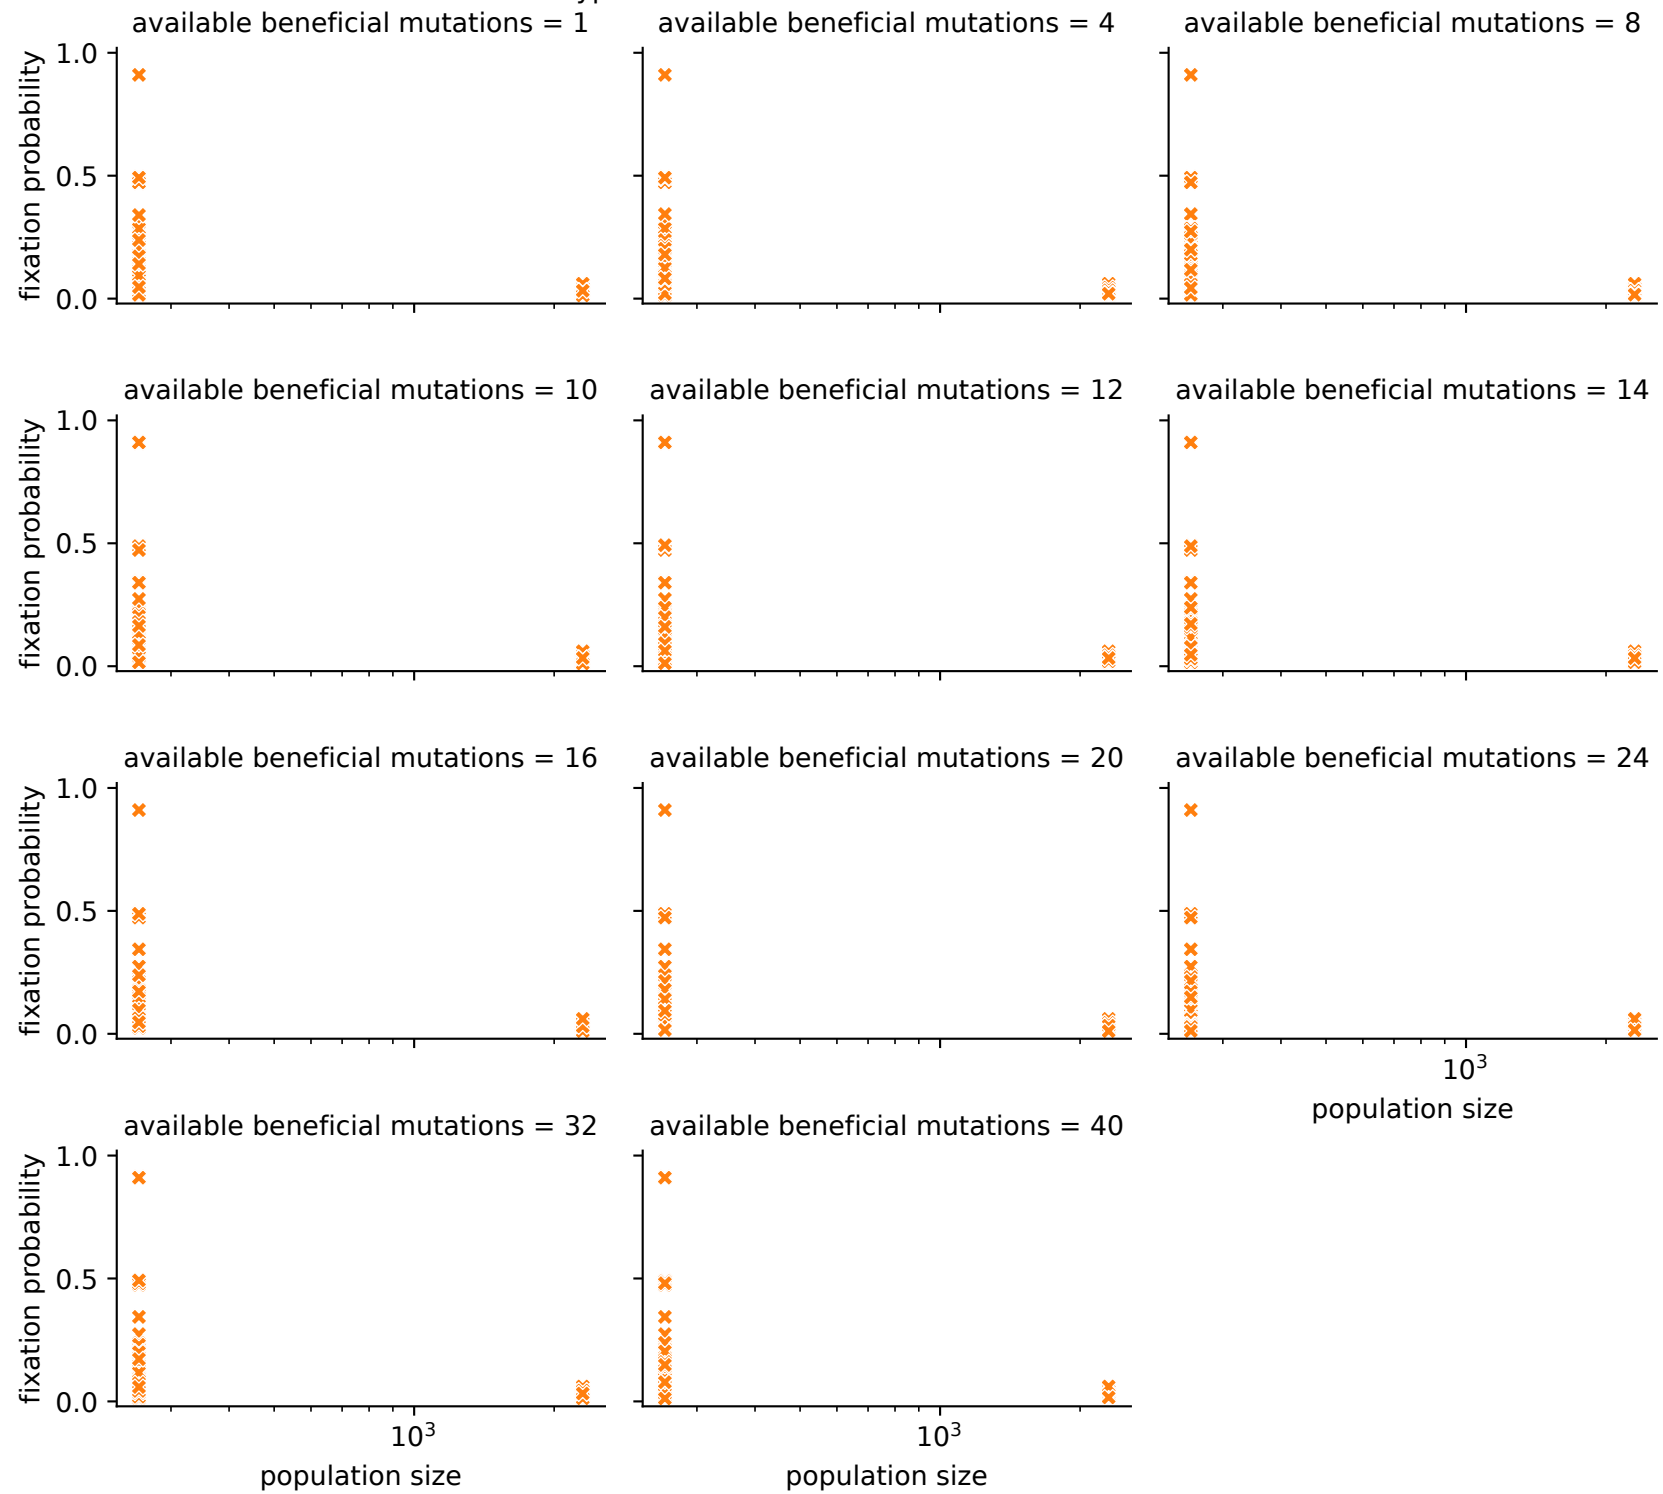 available beneficial mutations = 1
available beneficial mutations = 4
available beneficial mutations = 8
fixation probability
1.0
0.5
0.0
available beneficial mutations = 10
available beneficial mutations = 12
available beneficial mutations = 14
fixation probability
1.0
0.5
0.0
available beneficial mutations = 16
available beneficial mutations = 20
available beneficial mutations = 24
fixation probability
1.0
0.5
0.0
10³
population size
available beneficial mutations = 32
available beneficial mutations = 40
fixation probability
1.0
0.5
0.0
10³
10³
population size
population size